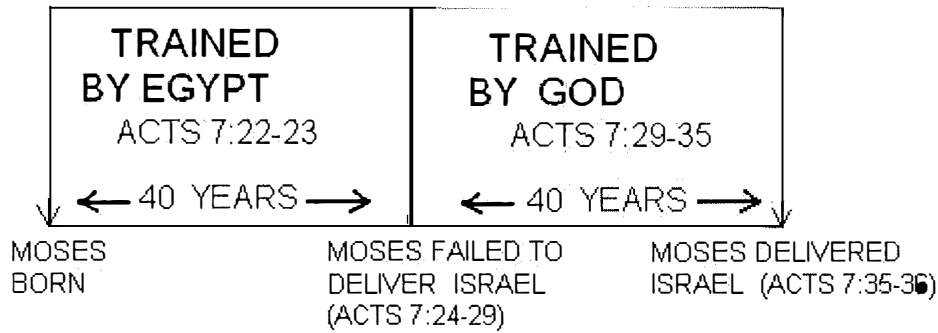 TRAINED
BY EGYPT
ACTS 7:22-23
40 YEARS
TRAINED
BY GOD
ACTS 7:29-35
40 YEARS
MOSES
BORN
MOSES FAILED TO
DELIVER ISRAEL
(ACTS 7:24-29)
MOSES DELIVERED
ISRAEL (ACTS 7:35-36)